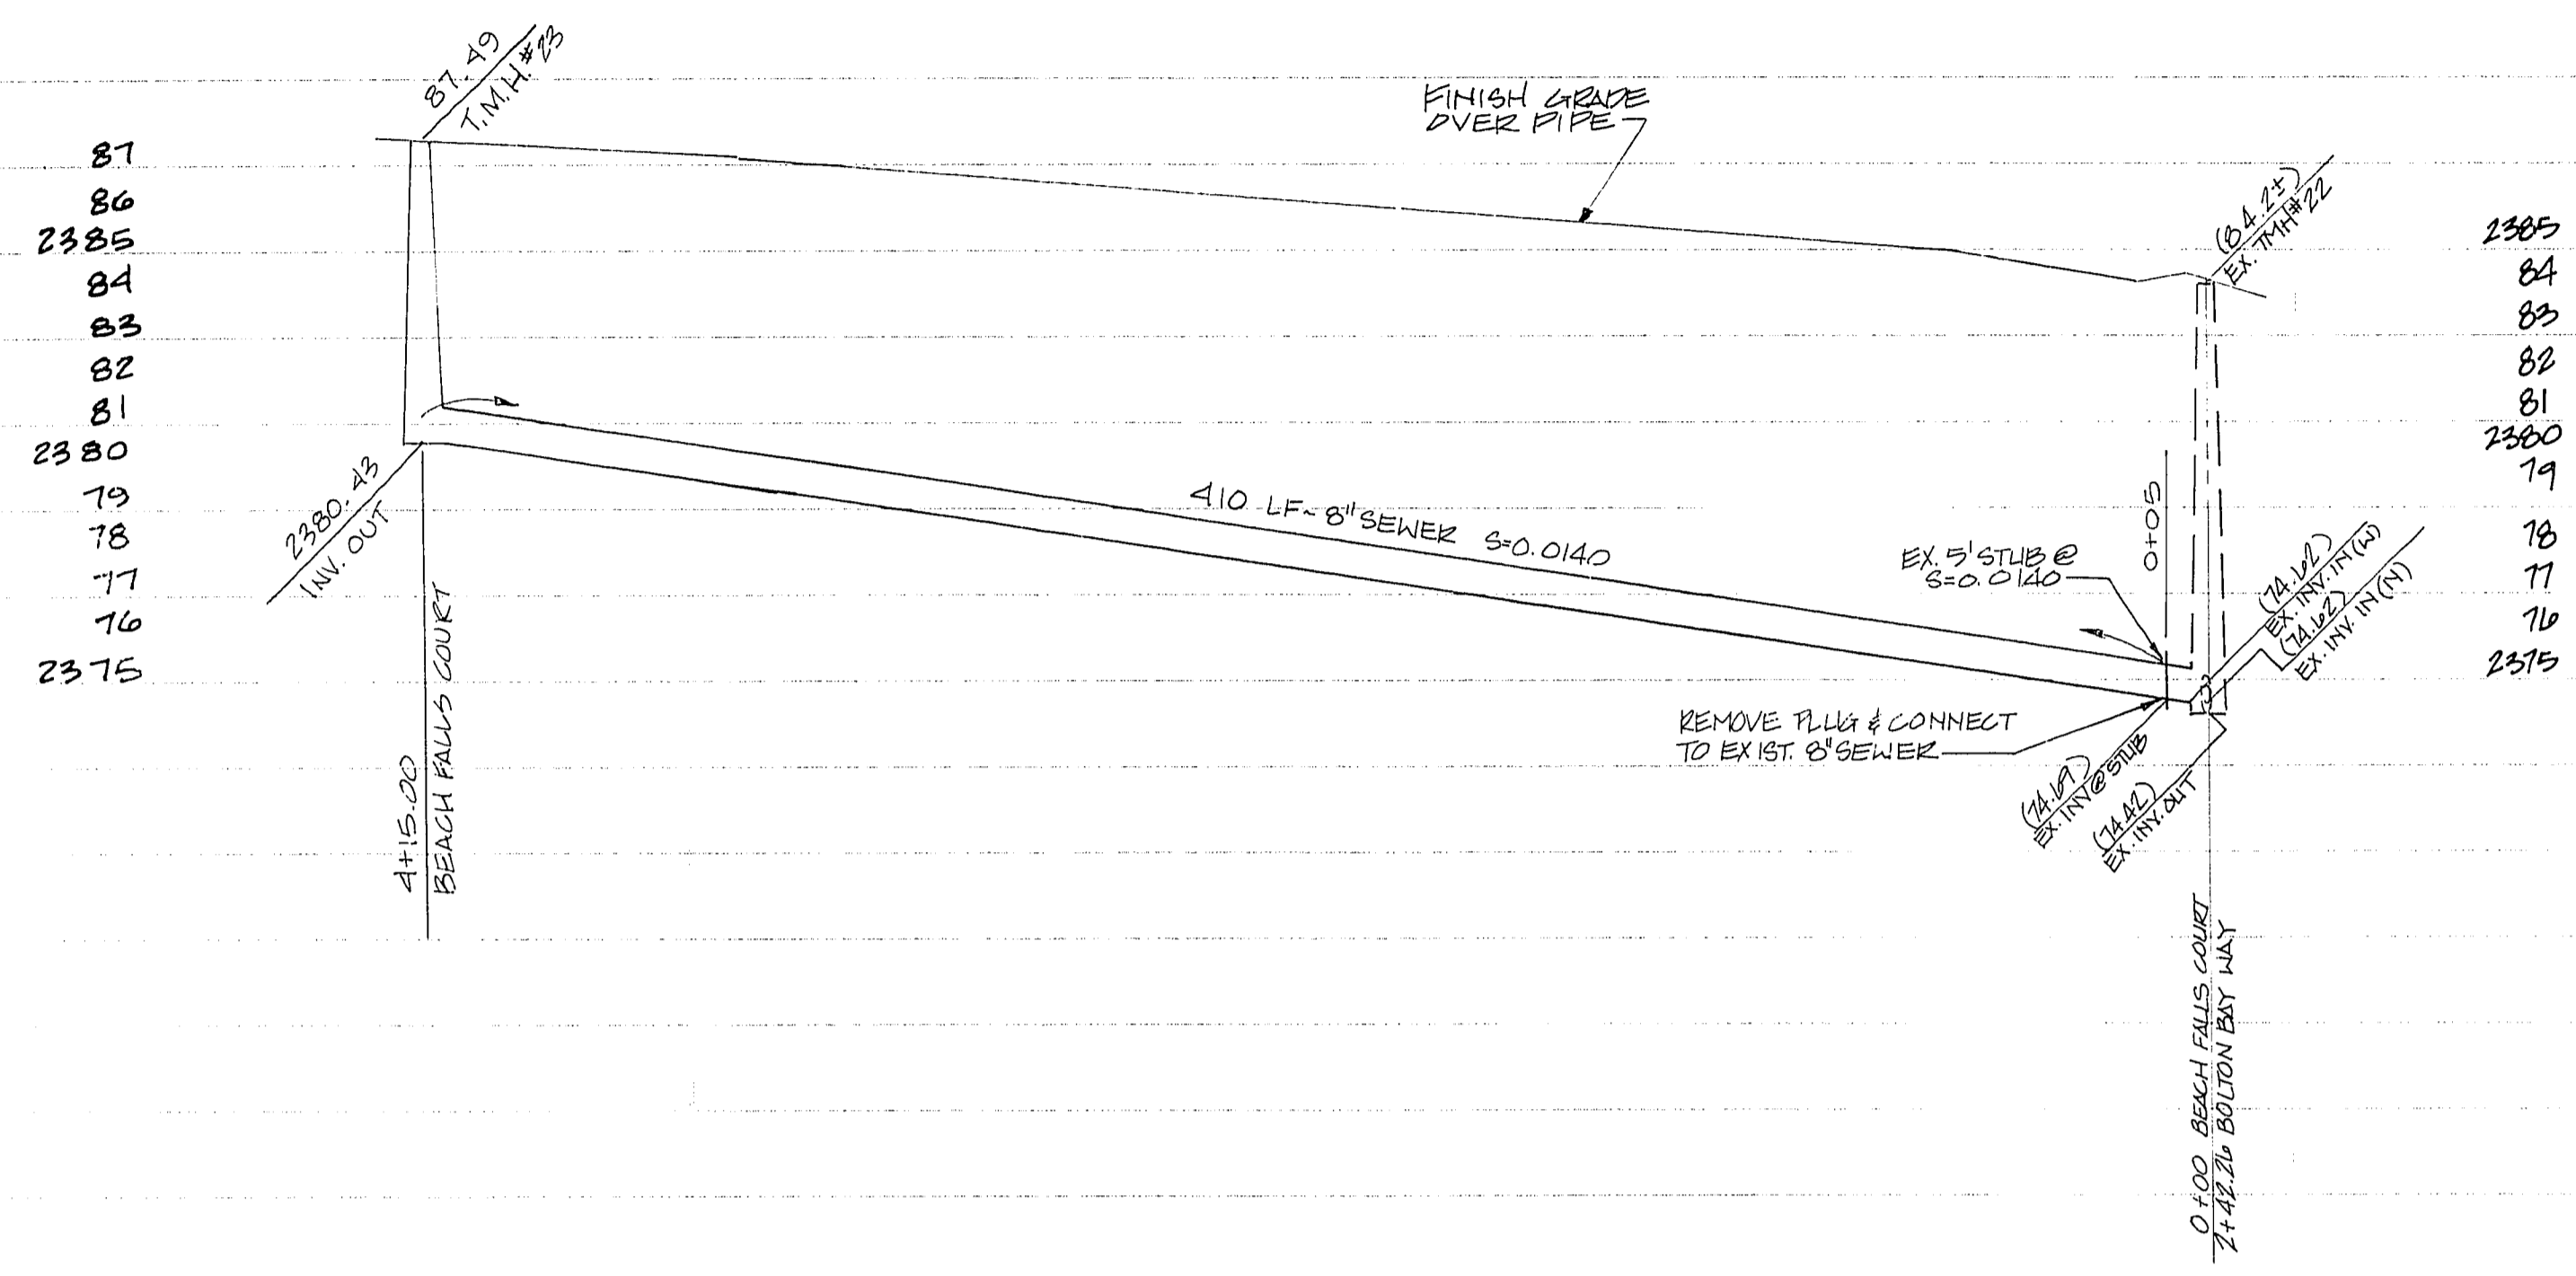 87.49
T.M.H.#23
FINISH GRADE
OVER PIPE
87
86
2385
84
83
82
81
2380
79
78
77
76
2375
(84.2±)
EX. TMH#22
2385
84
83
82
81
2380
79
78
77
76
2375
2380.43
INV. OUT
410 LF~8" SEWER S=0.0140
EX. 5' STUB @
S=0.0140
0+05
(74.62)
EX. INV. IN (W)
(74.62)
EX. INV. IN (N)
REMOVE PLUG & CONNECT
TO EXIST. 8" SEWER
(74.69)
EX. INV @ STUB
(74.42)
EX. INV. OUT
4+15.00
BEACH FALLS COURT
0+00 BEACH FALLS COURT
2+42.26 BOLTON BAY WAY